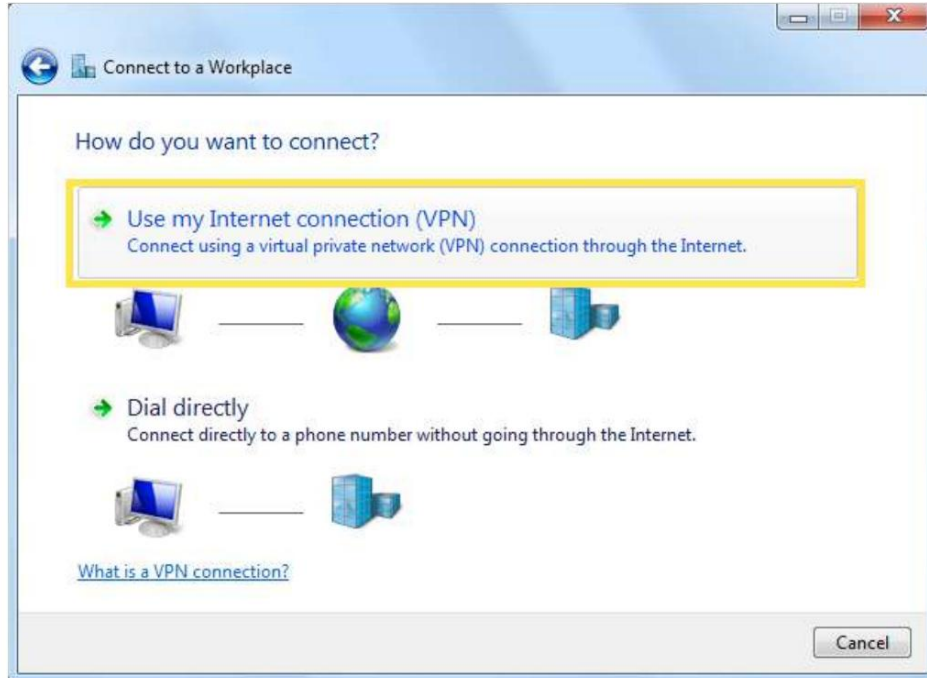 Connect to a Workplace
How do you want to connect?
Use my Internet connection (VPN)
Connect using a virtual private network (VPN) connection through the Internet.
Dial directly
Connect directly to a phone number without going through the Internet.
What is a VPN connection?
Cancel